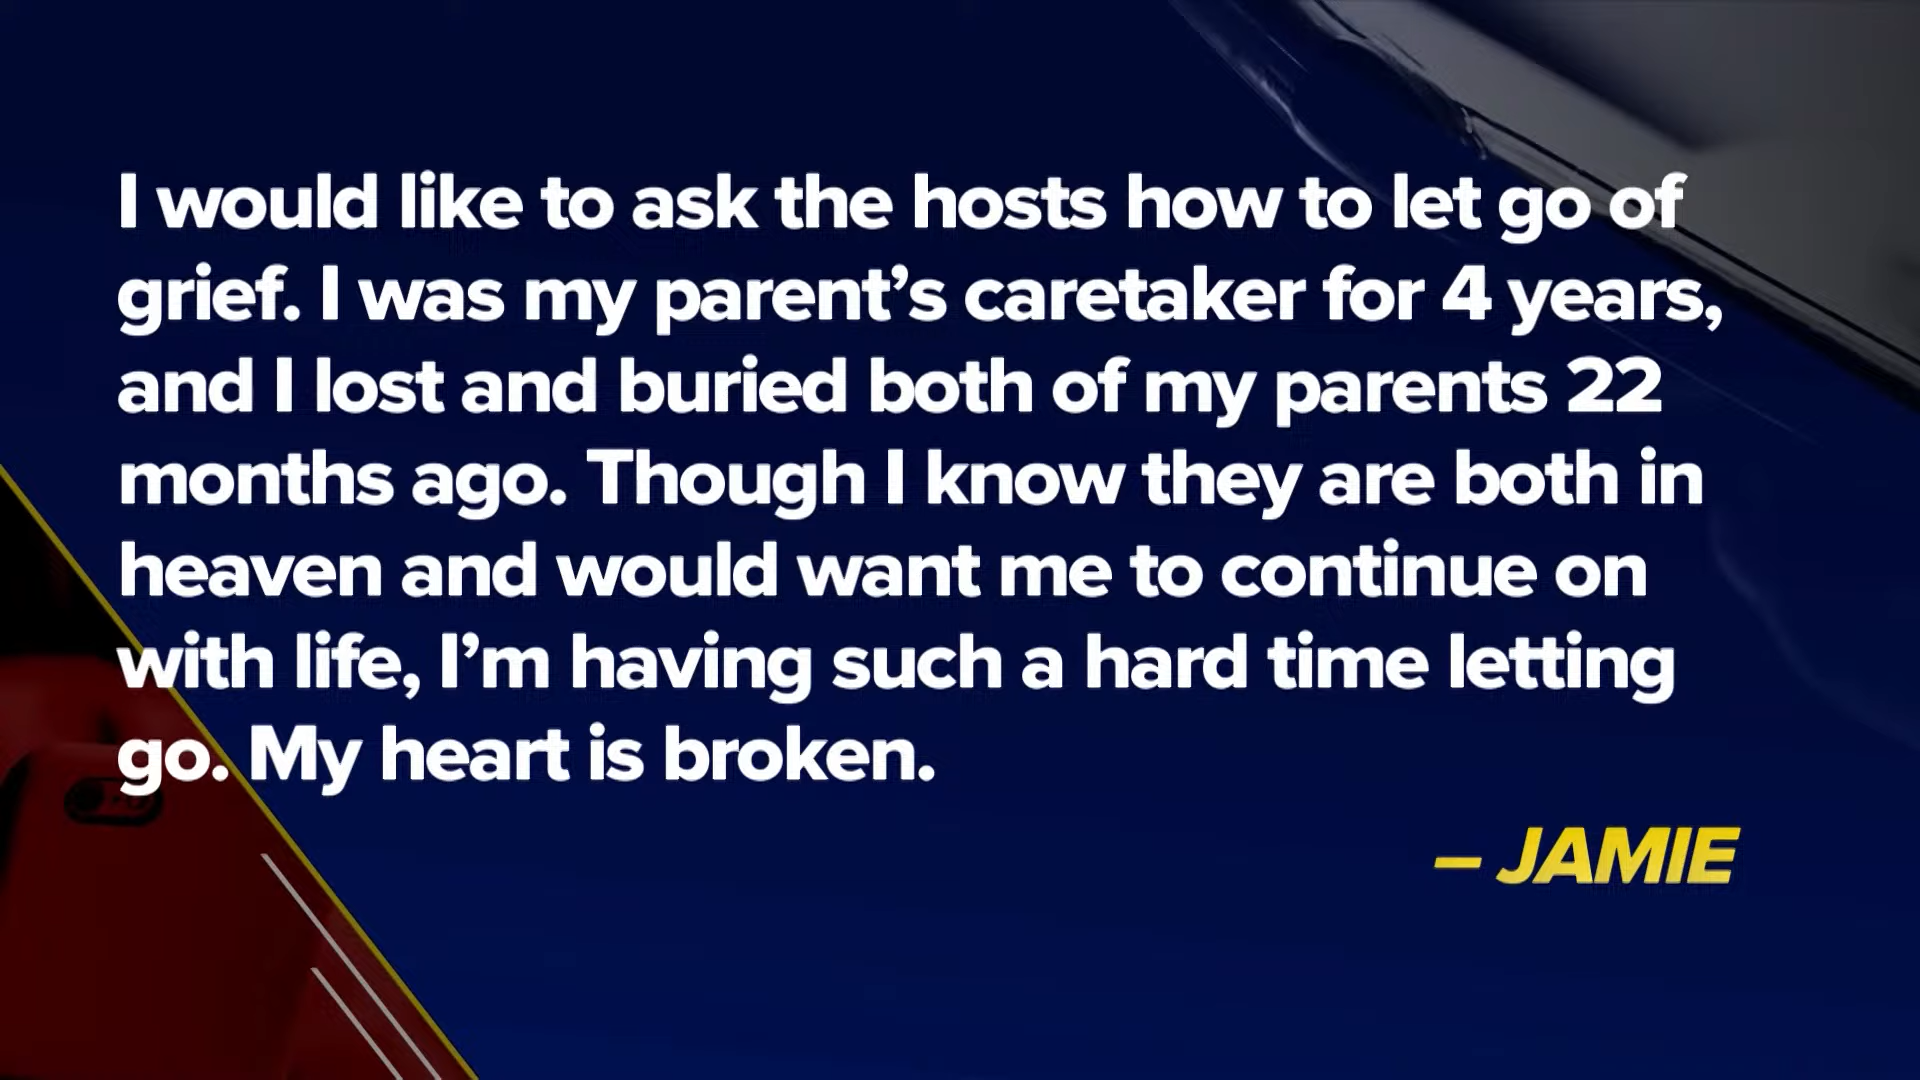 I would like to ask the hosts how to let go of
grief. I was my parent’s caretaker for 4 years,
and I lost and buried both of my parents 22
months ago. Though I know they are both in
heaven and would want me to continue on
with life, I’m having such a hard time letting
go. My heart is broken.
– JAMIE